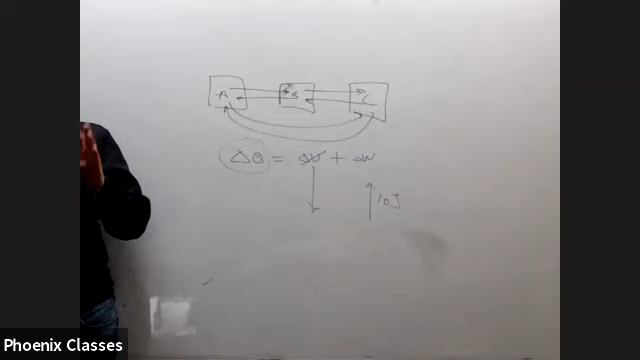 A B C
ΔQ = ΔU + ΔW
10J
Phoenix Classes